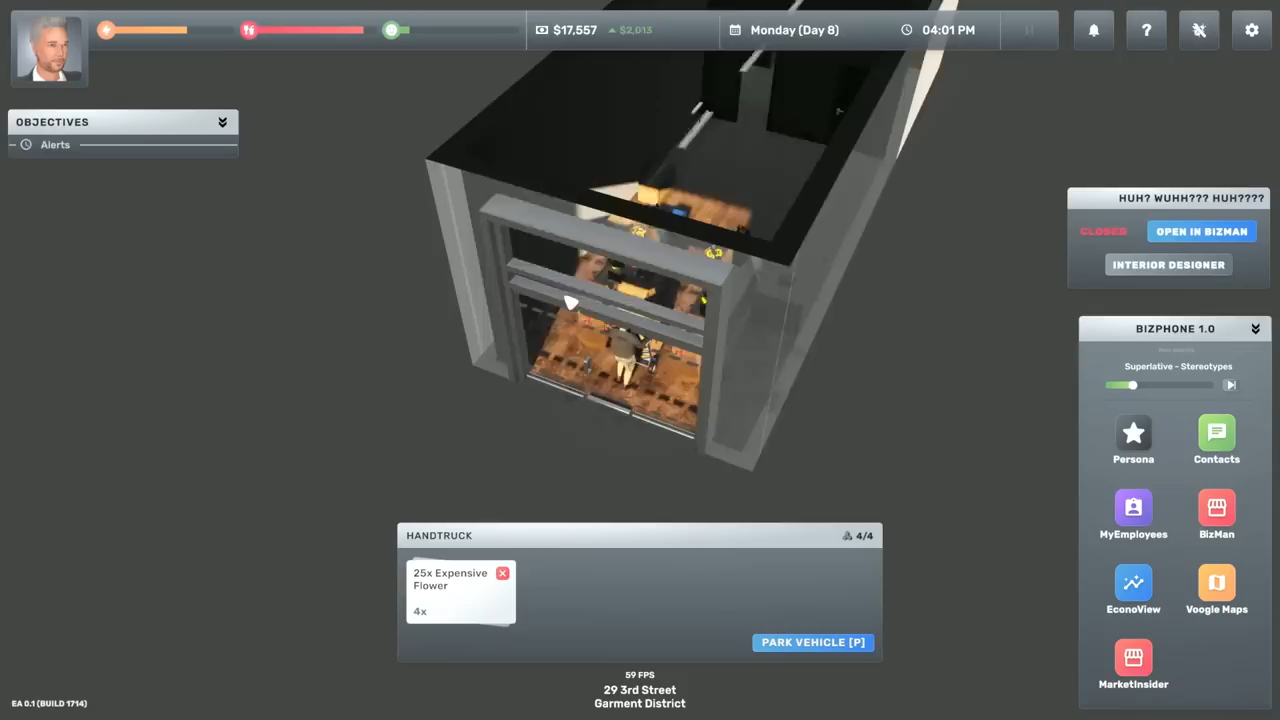 $17,557 ▲ $2,013
Monday (Day 8)
04:01 PM
?
OBJECTIVES
Alerts
HUH? WUHH??? HUH????
CLOSED
OPEN IN BIZMAN
INTERIOR DESIGNER
BIZPHONE 1.0
Superlative - Stereotypes
Persona
Contacts
MyEmployees
BizMan
EconoView
Voogle Maps
MarketInsider
HANDTRUCK
4/4
25x Expensive
Flower
4x
PARK VEHICLE [P]
59 FPS
29 3rd Street
Garment District
EA 0.1 (BUILD 1714)